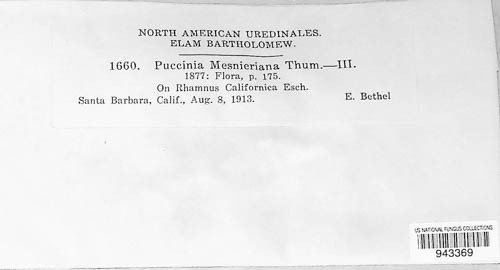 NORTH AMERICAN UREDINALES.
ELAM BARTHOLOMEW.
1660. Puccinia Mesnieriana Thum.—III.
1877: Flora, p. 175.
On Rhamnus Californica Esch.
Santa Barbara, Calif., Aug. 8, 1913. E. Bethel
US NATIONAL FUNGUS COLLECTIONS
943369